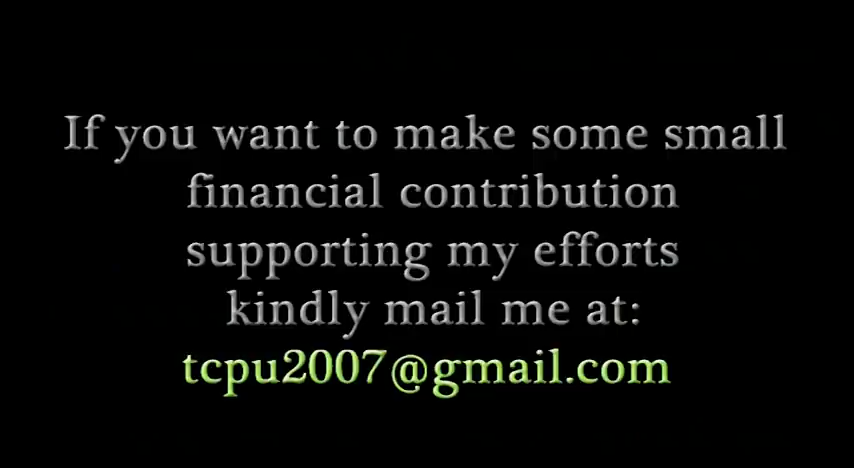 If you want to make some small
financial contribution
supporting my efforts
kindly mail me at:
tcpu2007@gmail.com